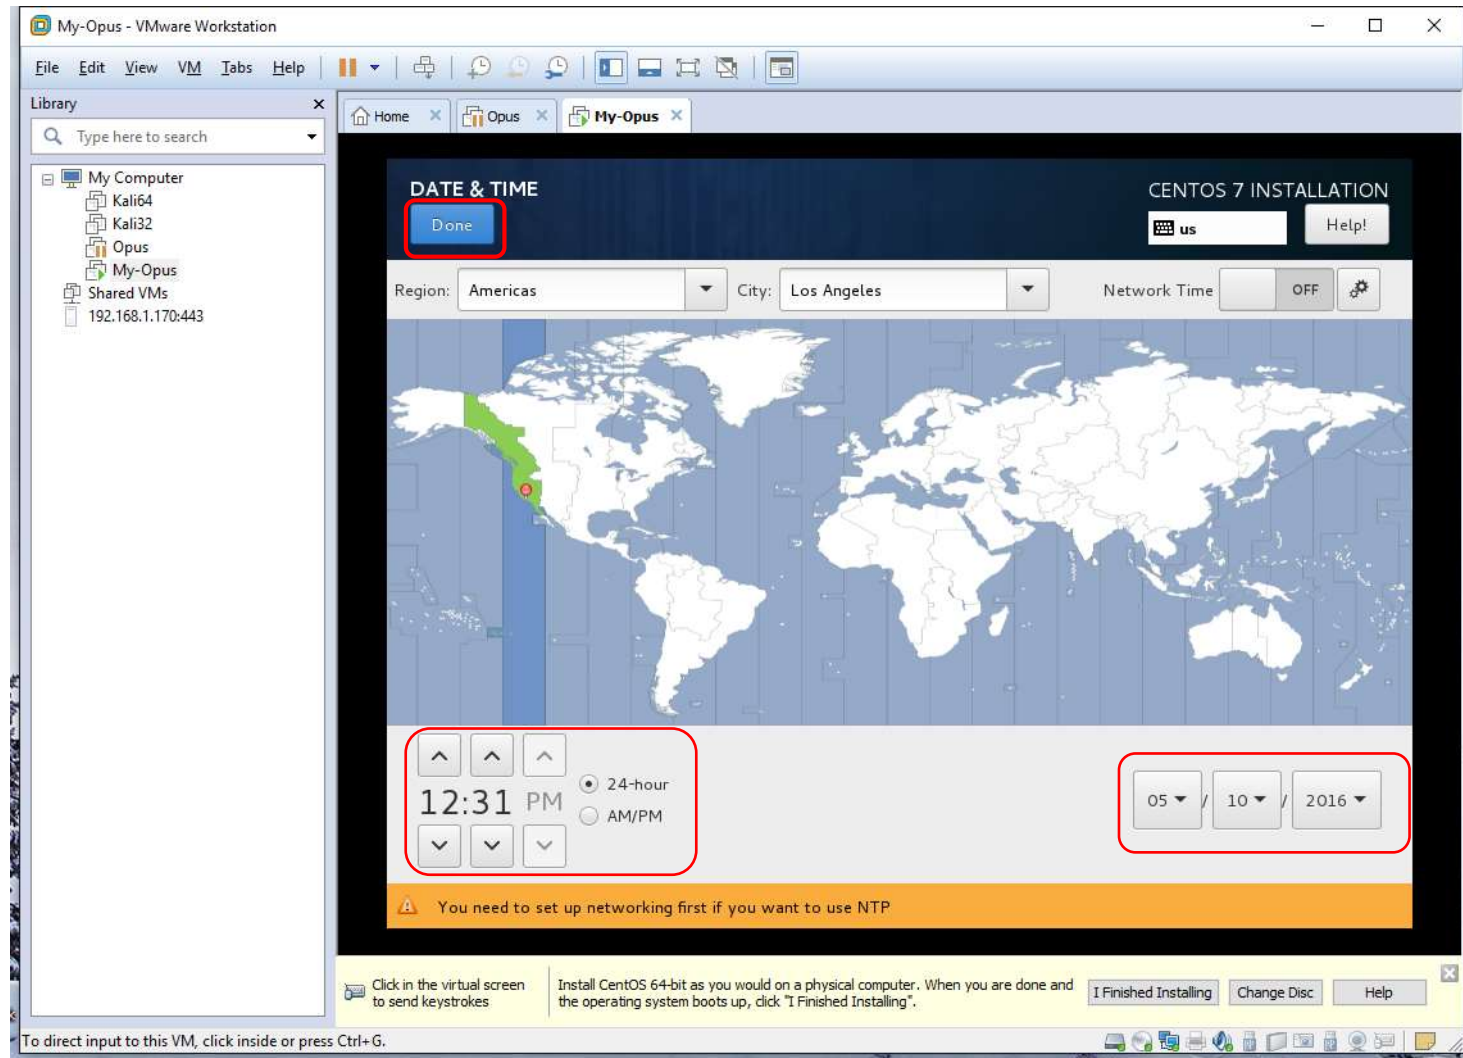 My-Opus - VMware Workstation
File Edit View VM Tabs Help
Library
Type here to search
My Computer
Kali64
Kali32
Opus
My-Opus
Shared VMs
192.168.1.170:443
Home Opus My-Opus
DATE & TIME
Done
CENTOS 7 INSTALLATION
us
Help!
Region: Americas City: Los Angeles Network Time OFF
12:31 PM
24-hour
AM/PM
05 / 10 / 2016
You need to set up networking first if you want to use NTP
Click in the virtual screen
to send keystrokes
Install CentOS 64-bit as you would on a physical computer. When you are done and
the operating system boots up, click "I Finished Installing".
I Finished Installing Change Disc Help
To direct input to this VM, click inside or press Ctrl+G.